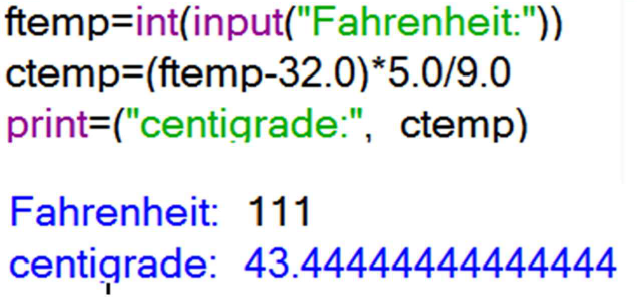 ftemp=int(input("Fahrenheit:"))
ctemp=(ftemp-32.0)*5.0/9.0
print=("centigrade:", ctemp)
Fahrenheit: 111
centigrade: 43.44444444444444